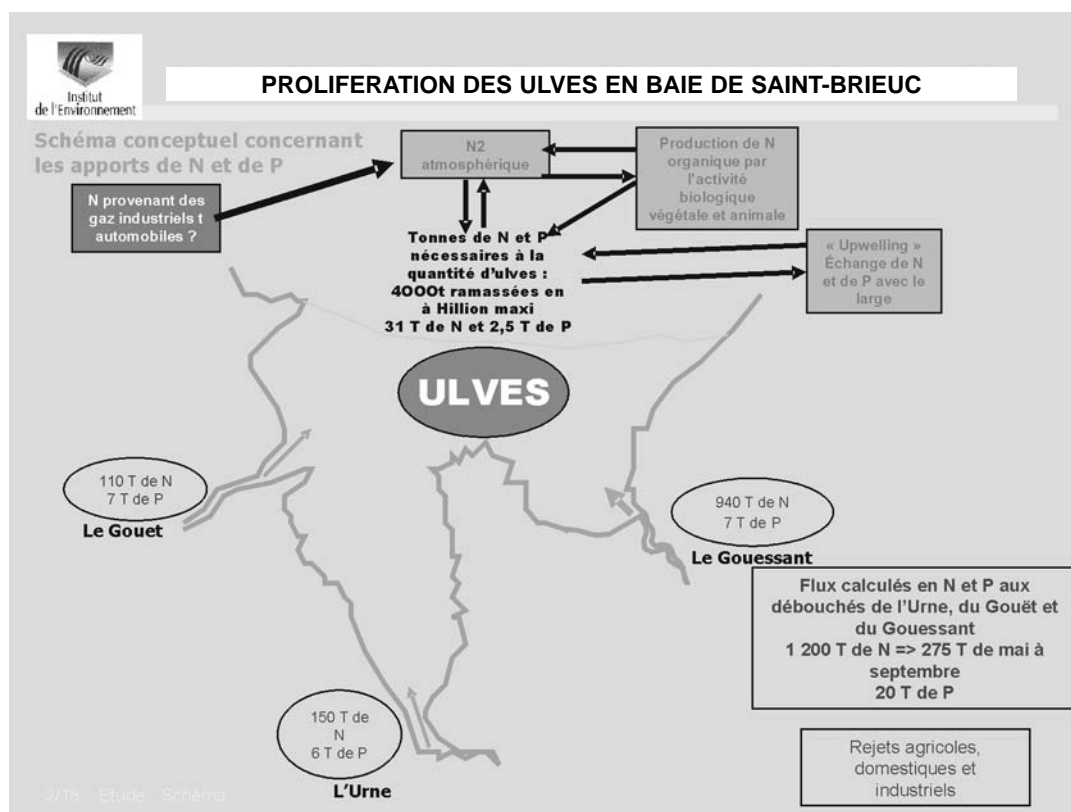 Institut
de l'Environnement
PROLIFERATION DES ULVES EN BAIE DE SAINT-BRIEUC
Schéma conceptuel concernant
les apports de N et de P
N2
atmosphérique
Production de N
organique par
l'activité
biologique
végétale et animale
N provenant des
gaz industriels t
automobiles ?
Tonnes de N et P
nécessaires à la
quantité d'ulves :
4OOOt ramassées en
à Hillion maxi
31 T de N et 2,5 T de P
« Upwelling »
Échange de N
et de P avec le
large
ULVES
110 T de N
7 T de P
Le Gouet
940 T de N
7 T de P
Le Gouessant
Flux calculés en N et P aux
débouchés de l'Urne, du Gouët et
du Gouessant
1 200 T de N => 275 T de mai à
septembre
20 T de P
150 T de
N
6 T de P
L'Urne
Rejets agricoles,
domestiques et
industriels
2/18 Etude Schéma